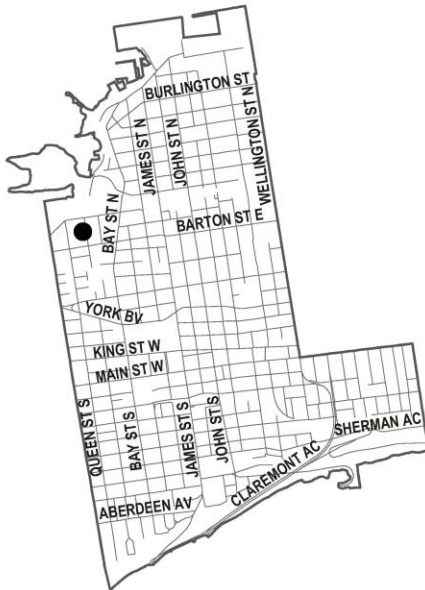 BURLINGTON ST
JAMES ST N
JOHN ST N
WELLINGTON ST N
BAY ST N
BARTON ST E
YORK BV
KING ST W
MAIN ST W
QUEEN ST S
BAY ST S
JAMES ST S
JOHN ST S
SHERMAN AC
CLAREMONT AC
ABERDEEN AV